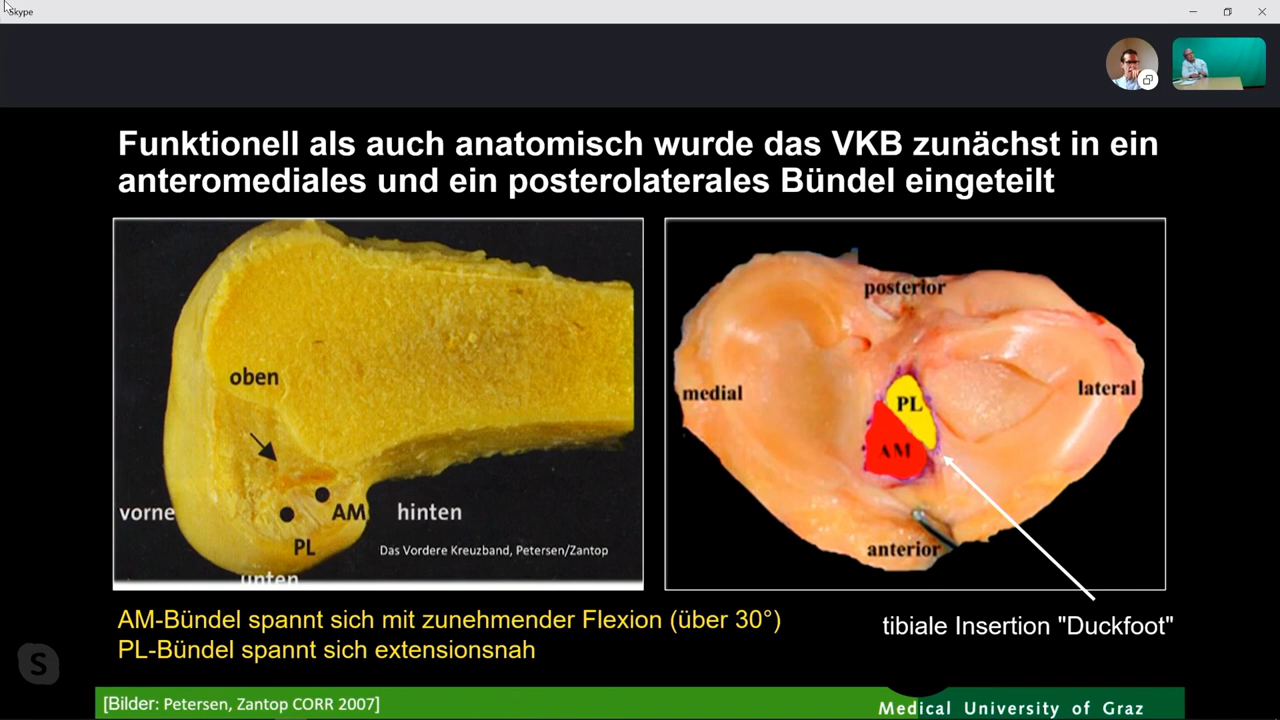 Skype
Funktionell als auch anatomisch wurde das VKB zunächst in ein
anteromediales und ein posterolaterales Bündel eingeteilt
oben
vorne
AM
hinten
PL
Das Vordere Kreuzband, Petersen/Zantop
unten
posterior
medial
lateral
PL
AM
anterior
AM-Bündel spannt sich mit zunehmender Flexion (über 30°)
PL-Bündel spannt sich extensionsnah
tibiale Insertion "Duckfoot"
S
[Bilder: Petersen, Zantop CORR 2007]
Medical University of Graz